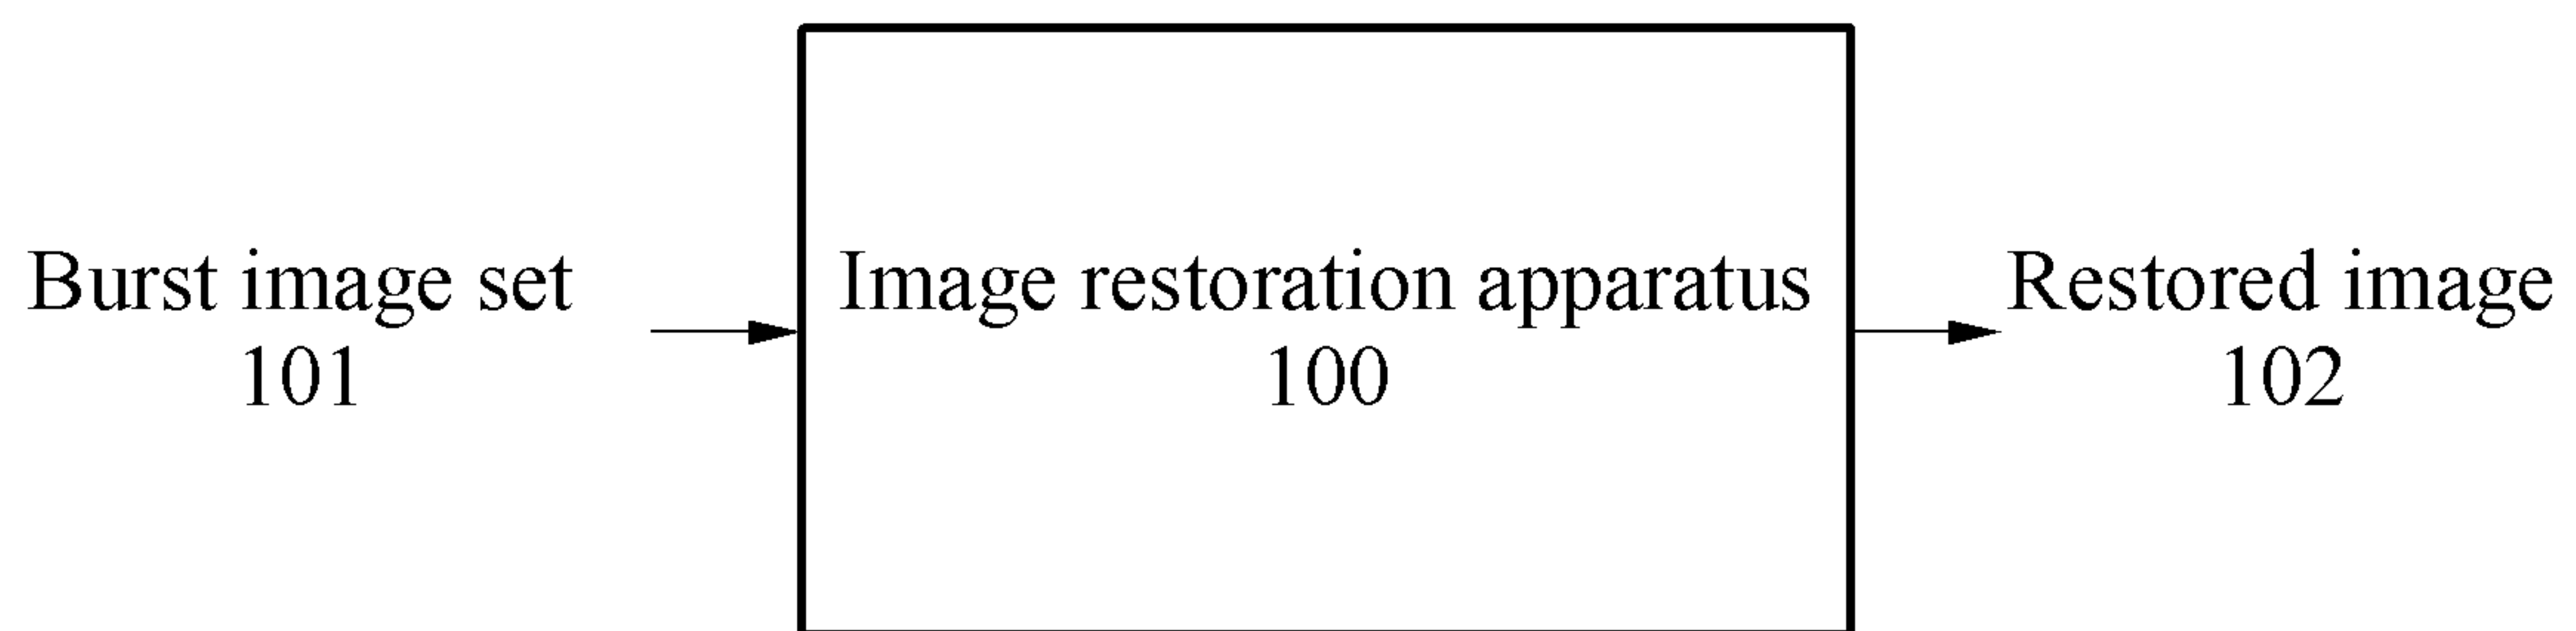 Burst image set
101
Image restoration apparatus
100
Restored image
102